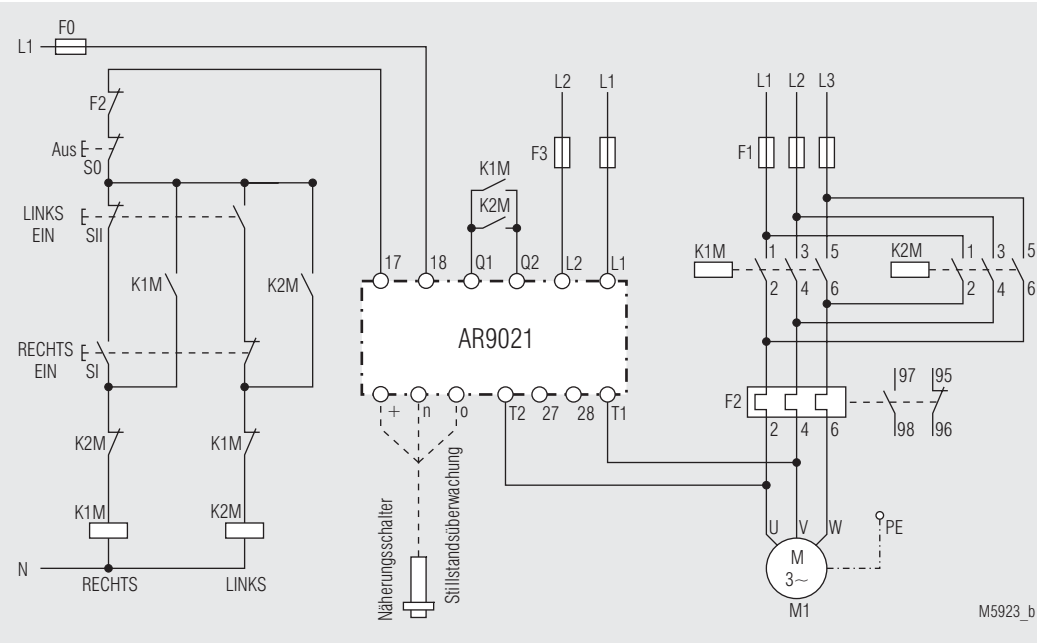 F0
L1
F2
Aus
S0
LINKS
EIN
SII
K1M
K2M
RECHTS
EIN
SI
K2M
K1M
K1M
K2M
N
RECHTS
LINKS
L2
L1
F3
K1M
K2M
17
18
Q1
Q2
L2
L1
AR9021
+
n
o
T2
27
28
T1
Näherungsschalter
Stillstandsüberwachung
L1
L2
L3
F1
K1M
1
3
5
2
4
6
K2M
1
3
5
2
4
6
F2
2
4
6
97
95
98
96
U
V
W
PE
M
3~
M1
M5923_b